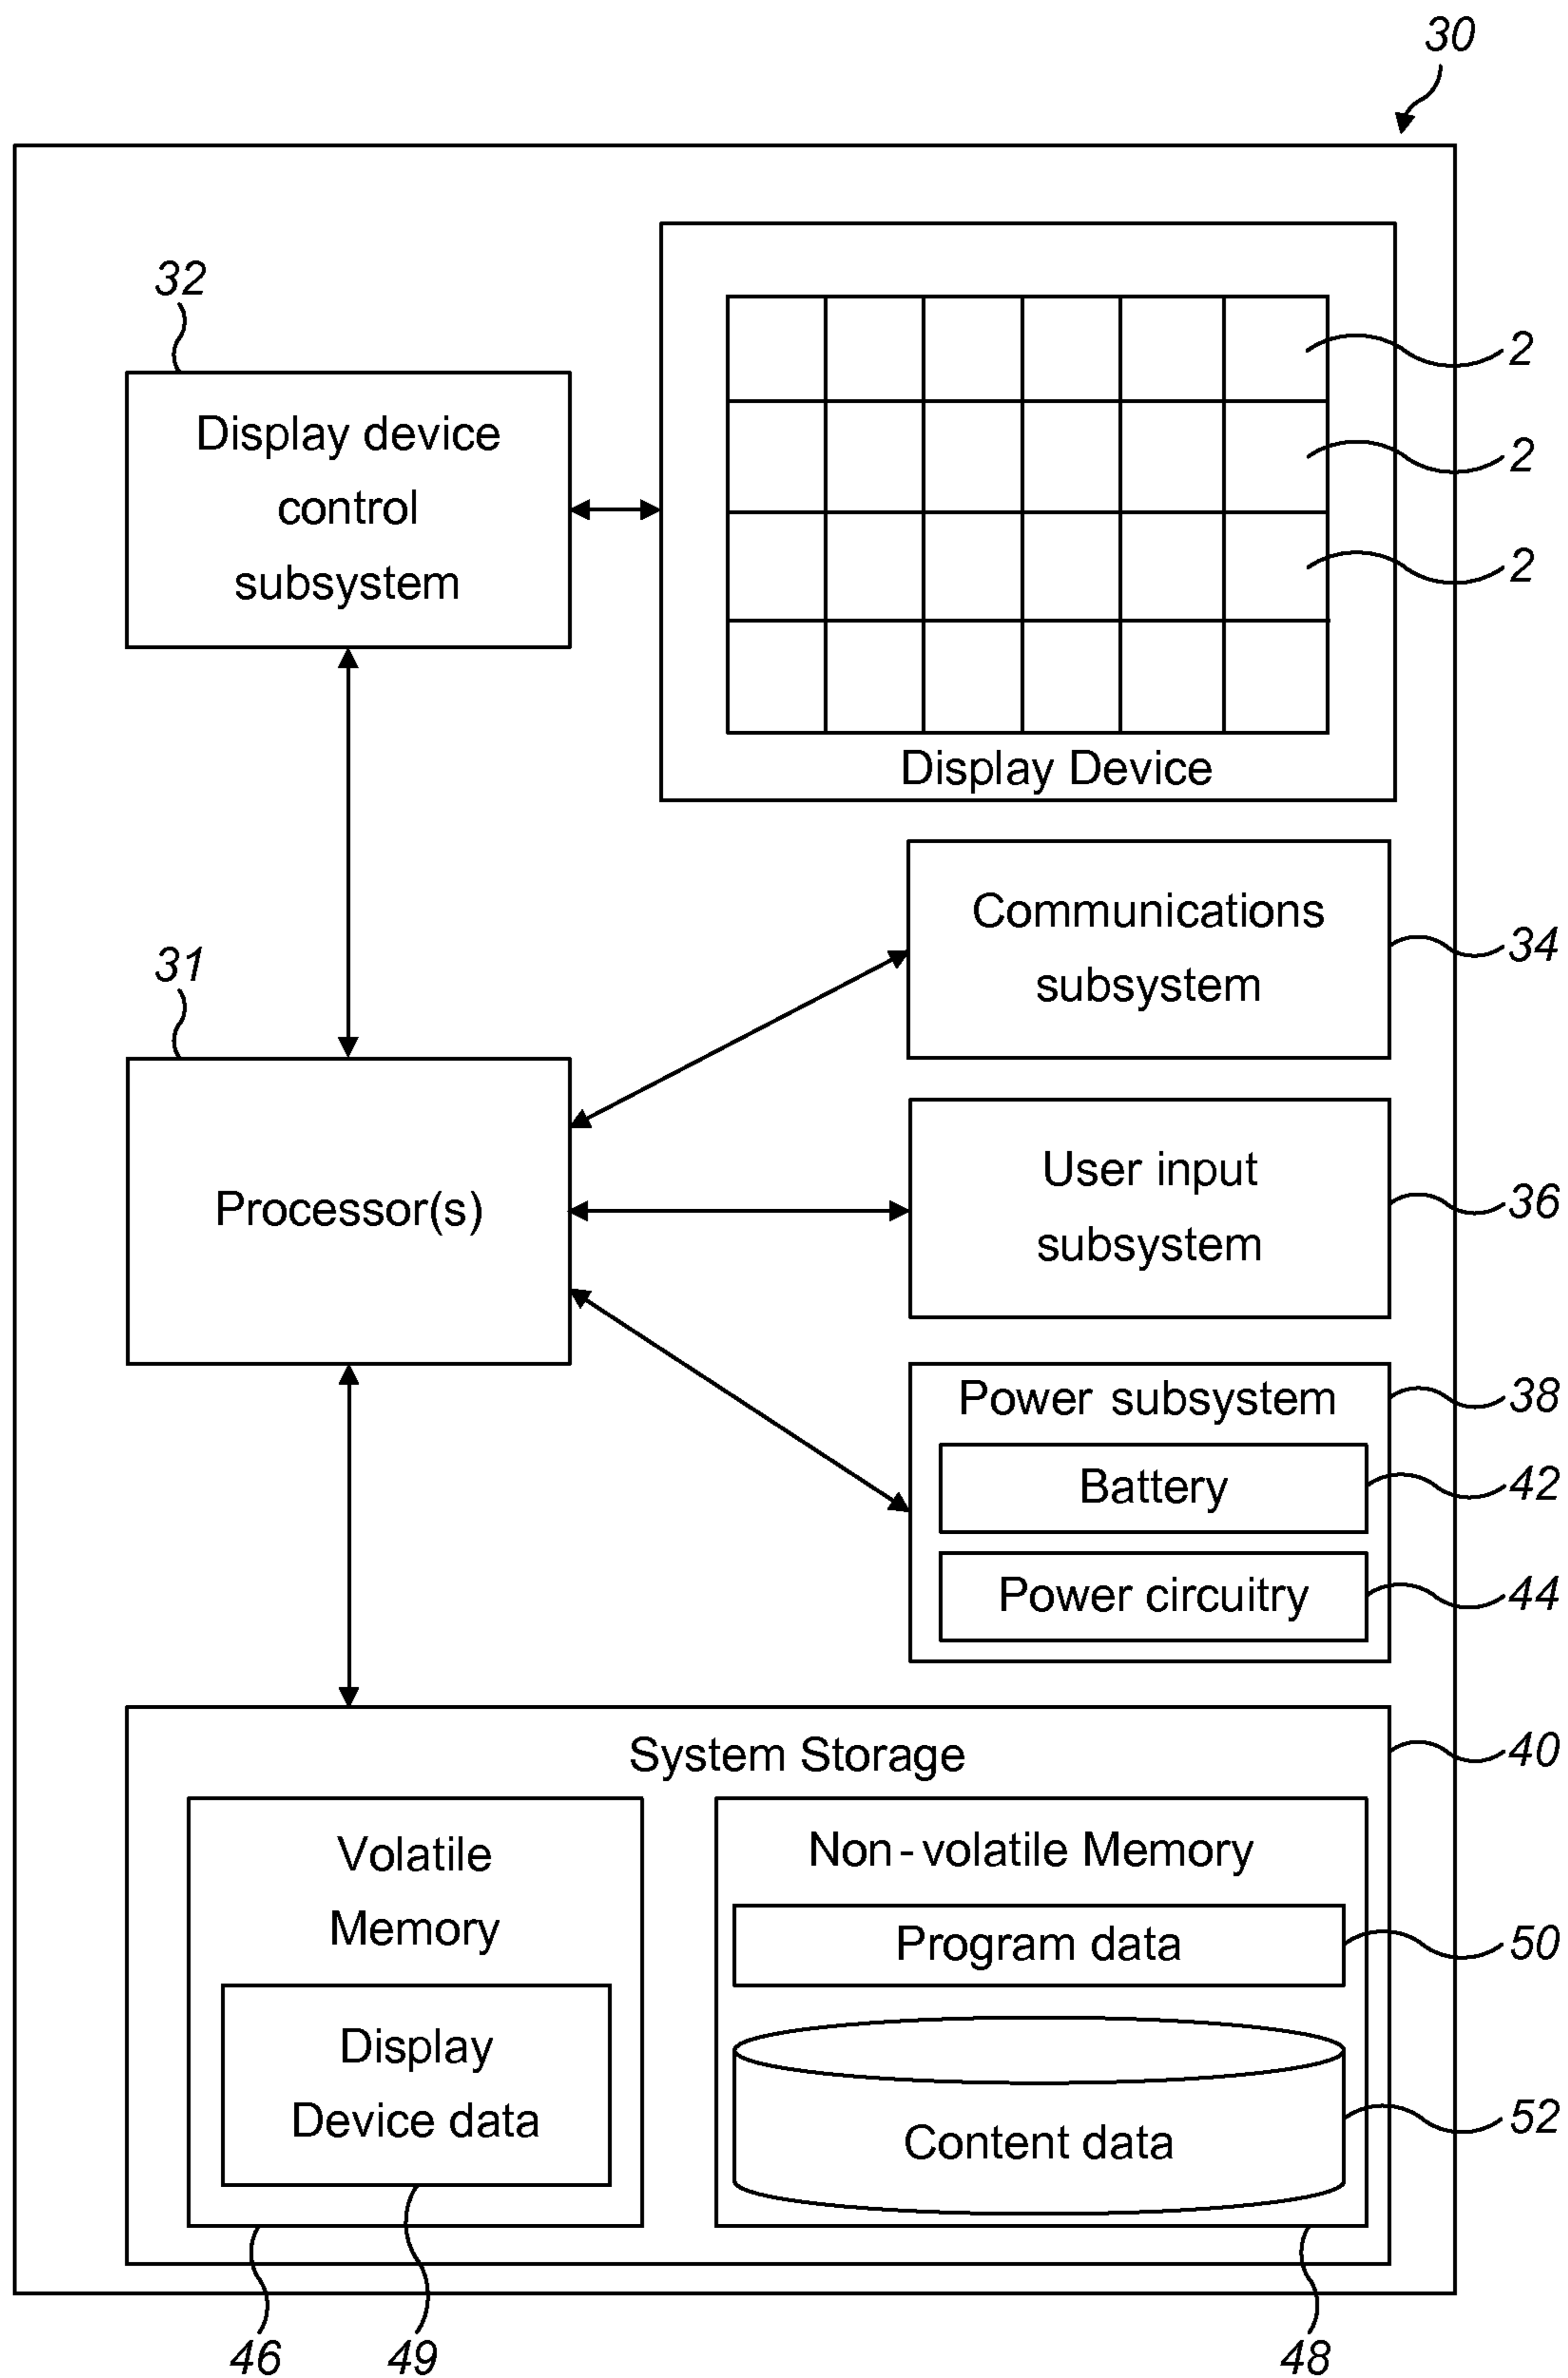 30
32
Display device
control
subsystem
2
2
2
Display Device
Communications
subsystem
34
31
Processor(s)
User input
subsystem
36
Power subsystem
38
Battery
42
Power circuitry
44
System Storage
40
Volatile
Memory
Display
Device data
Non-volatile Memory
Program data
50
Content data
52
46
49
48